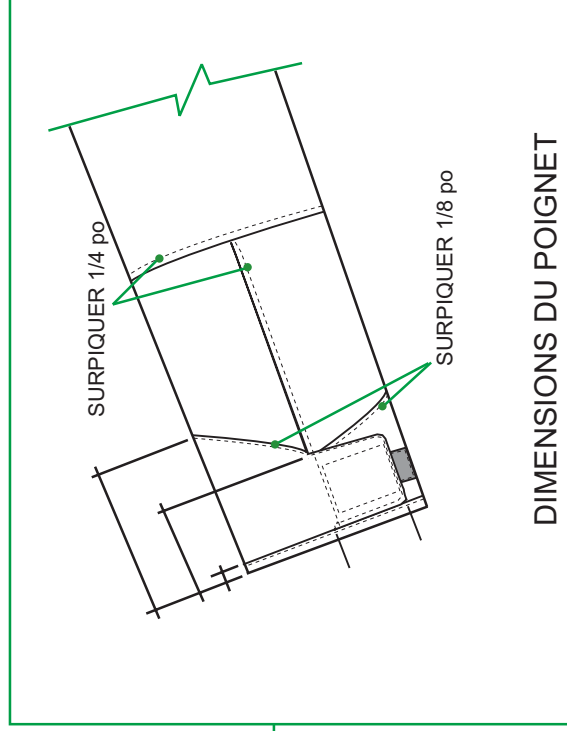 SURPIQUER 1/4 po
SURPIQUER 1/8 po
DIMENSIONS DU POIGNET